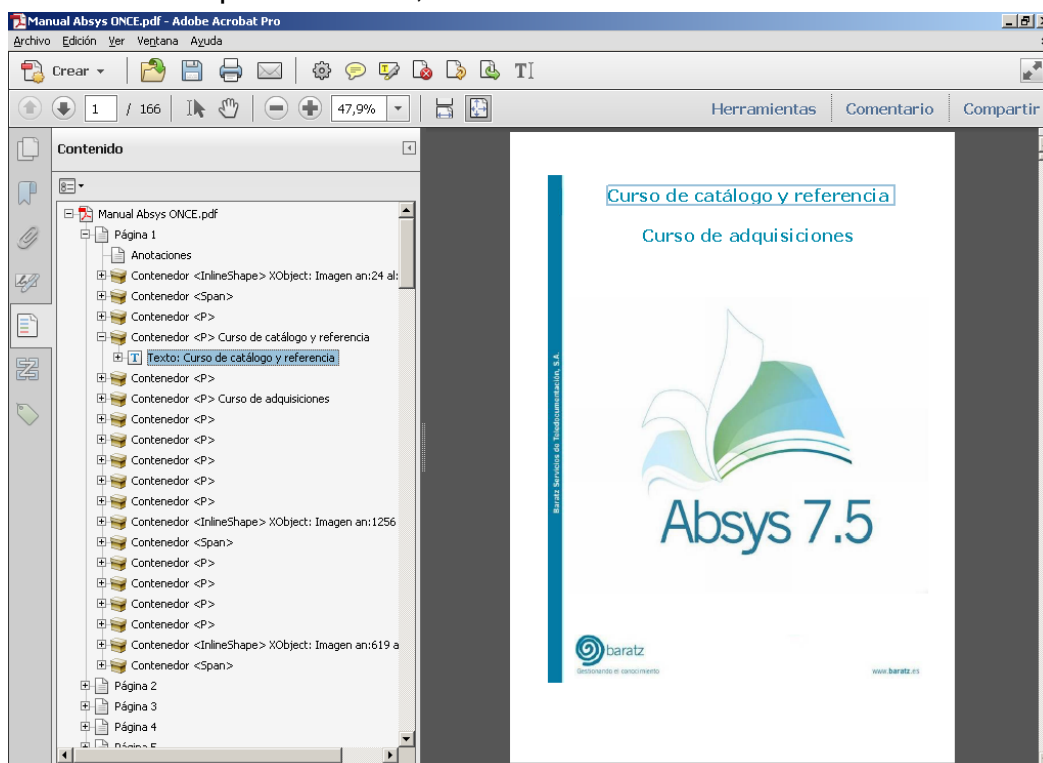 Manual Absys ONCE.pdf - Adobe Acrobat Pro
Archivo Edición Ver Ventana Ayuda
Crear
1 / 166 47,9% Herramientas Comentario Compartir
Contenido
Manual Absys ONCE.pdf
Página 1
Anotaciones
Contenedor <InlineShape> XObject: Imagen an:24 al:
Contenedor <Span>
Contenedor <P>
Contenedor <P> Curso de catálogo y referencia
Texto: Curso de catálogo y referencia
Contenedor <P>
Contenedor <P> Curso de adquisiciones
Contenedor <P>
Contenedor <P>
Contenedor <P>
Contenedor <P>
Contenedor <P>
Contenedor <InlineShape> XObject: Imagen an:1256
Contenedor <Span>
Contenedor <P>
Contenedor <P>
Contenedor <P>
Contenedor <P>
Contenedor <InlineShape> XObject: Imagen an:619 a
Contenedor <Span>
Página 2
Página 3
Página 4
Curso de catálogo y referencia
Curso de adquisiciones
Baratz Servicios de Teledocumentación, S.A.
Absys 7.5
baratz
Gestionando el conocimiento
www.baratz.es